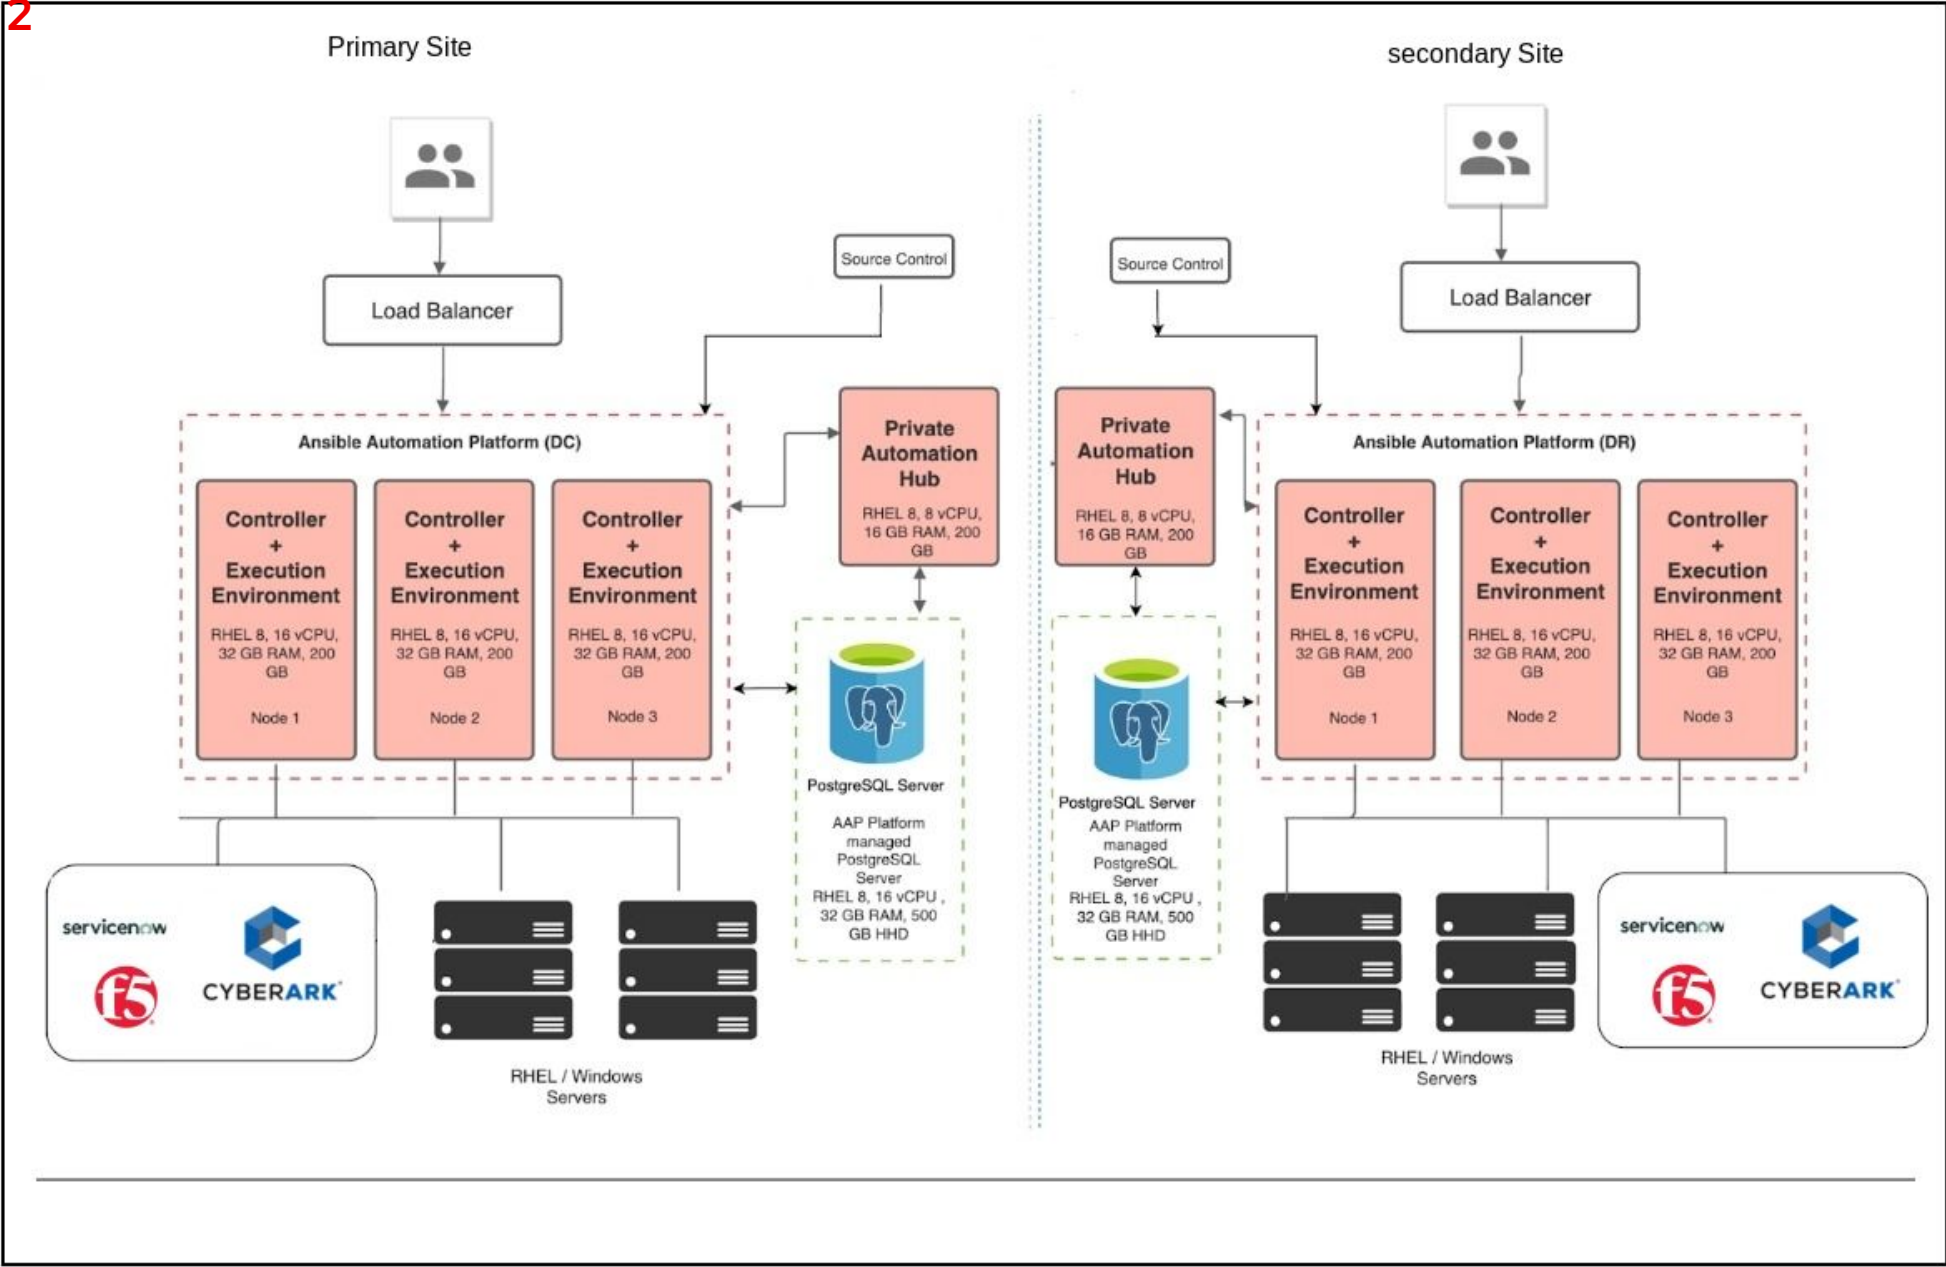 2
Primary Site
secondary Site
Source Control
Source Control
Load Balancer
Load Balancer
Ansible Automation Platform (DC)
Controller
+
Execution
Environment
RHEL 8, 16 vCPU,
32 GB RAM, 200
GB
Node 1
Controller
+
Execution
Environment
RHEL 8, 16 vCPU,
32 GB RAM, 200
GB
Node 2
Controller
+
Execution
Environment
RHEL 8, 16 vCPU,
32 GB RAM, 200
GB
Node 3
Private
Automation
Hub
RHEL 8, 8 vCPU,
16 GB RAM, 200
GB
PostgreSQL Server
AAP Platform
managed
PostgreSQL
Server
RHEL 8, 16 vCPU ,
32 GB RAM, 500
GB HHD
servicenow
f5
CYBERARK
RHEL / Windows
Servers
Private
Automation
Hub
RHEL 8, 8 vCPU,
16 GB RAM, 200
GB
PostgreSQL Server
AAP Platform
managed
PostgreSQL
Server
RHEL 8, 16 vCPU ,
32 GB RAM, 500
GB HHD
Ansible Automation Platform (DR)
Controller
+
Execution
Environment
RHEL 8, 16 vCPU,
32 GB RAM, 200
GB
Node 1
Controller
+
Execution
Environment
RHEL 8, 16 vCPU,
32 GB RAM, 200
GB
Node 2
Controller
+
Execution
Environment
RHEL 8, 16 vCPU,
32 GB RAM, 200
GB
Node 3
RHEL / Windows
Servers
servicenow
f5
CYBERARK